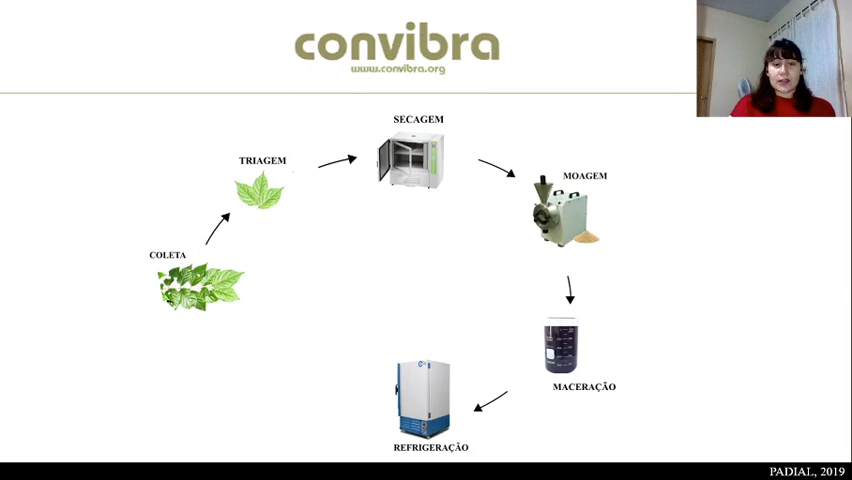 convibra
www.convibra.org
SECAGEM
TRIAGEM
MOAGEM
COLETA
MACERAÇÃO
REFRIGERAÇÃO
PADIAL, 2019